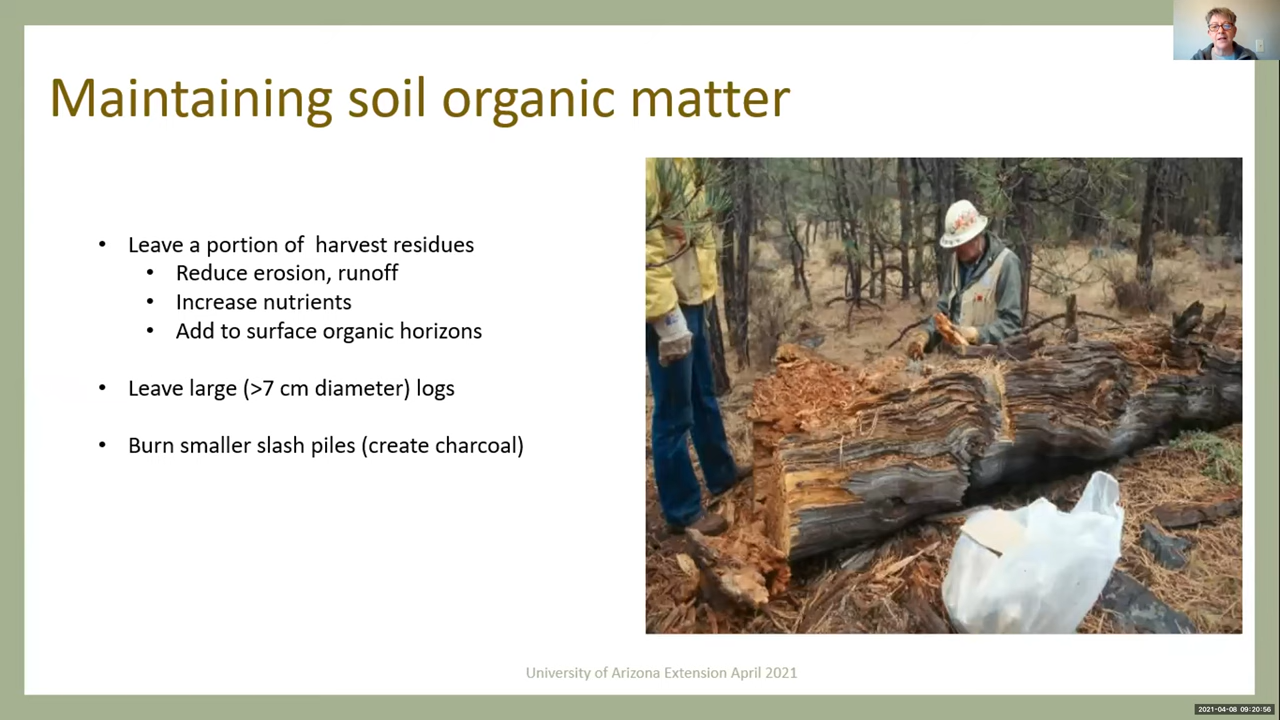 Maintaining soil organic matter
• Leave a portion of harvest residues
• Reduce erosion, runoff
• Increase nutrients
• Add to surface organic horizons
• Leave large (>7 cm diameter) logs
• Burn smaller slash piles (create charcoal)
University of Arizona Extension April 2021
2021-04-08 09:20:56